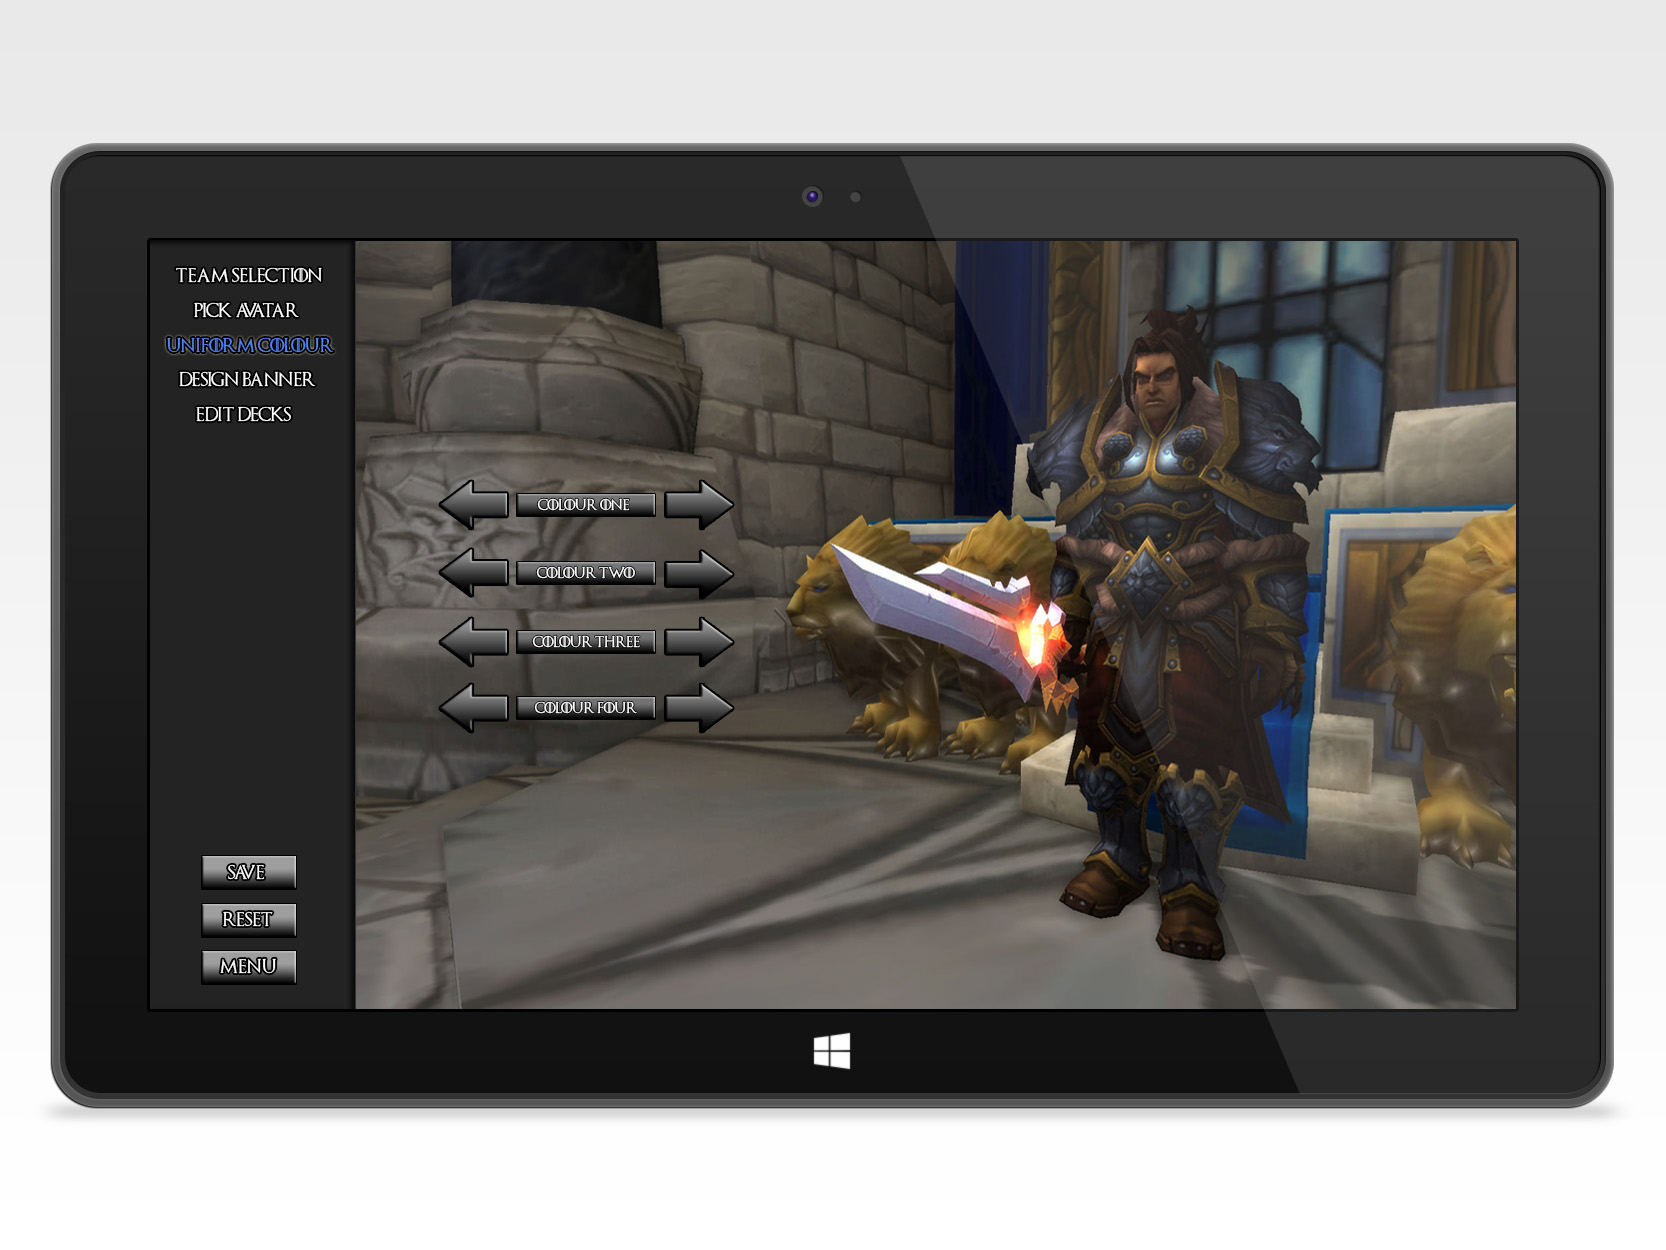 TEAM SELECTION
PICK AVATAR
UNIFORM COLOUR
DESIGN BANNER
EDIT DECKS
COLOUR ONE
COLOUR TWO
COLOUR THREE
COLOUR FOUR
SAVE
RESET
MENU